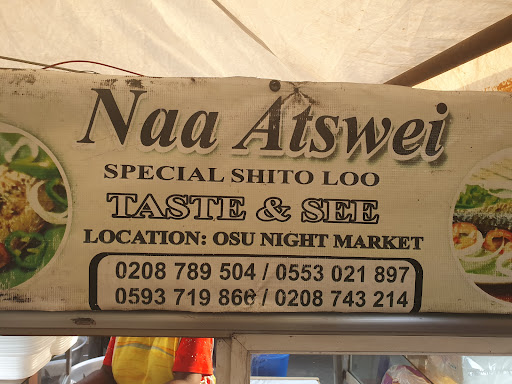 Naa Atswei
SPECIAL SHITO LOO
TASTE & SEE
LOCATION: OSU NIGHT MARKET
0208 789 504 / 0553 021 897
0593 719 866 / 0208 743 214